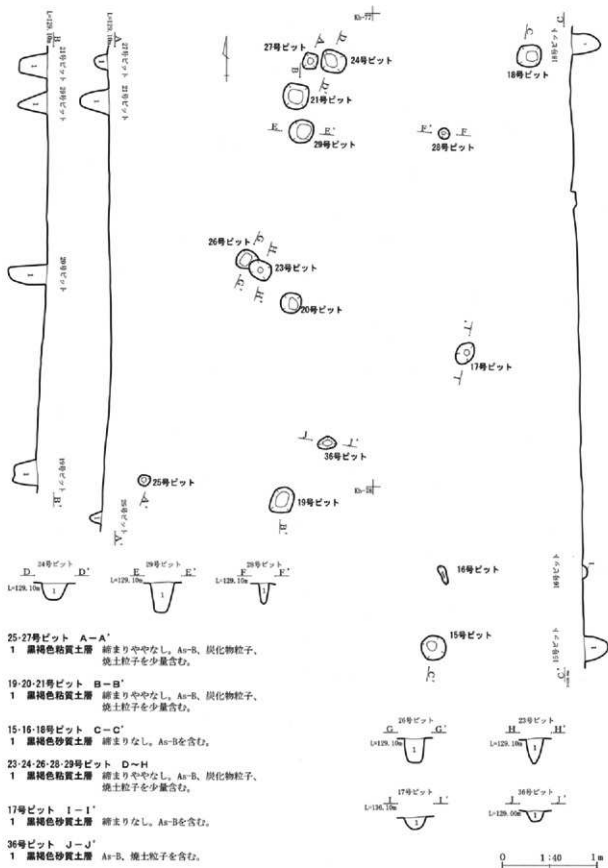 27号ピット
24号ピット
18号ピット
21号ピット
29号ピット
28号ピット
26号ピット
23号ピット
20号ピット
17号ピット
36号ピット
25号ピット
19号ピット
16号ピット
15号ピット
24号ピット
D D'
L=129.10m
1
29号ピット
E E'
L=129.10m
1
28号ピット
F F'
L=129.10m
1
25·27号ピット A-A'
1 黒褐色粘質土層 締まりややなし。As-B、炭化物粒子、
焼土粒子を少量含む。
19·20·21号ピット B-B'
1 黒褐色粘質土層 締まりややなし。As-B、炭化物粒子、
焼土粒子を少量含む。
15·16·18号ピット C-C'
1 黒褐色砂質土層 締まりなし。As-Bを含む。
23·24·26·28·29号ピット D~H
1 黒褐色粘質土層 締まりややなし。As-B、炭化物粒子、
焼土粒子を少量含む。
17号ピット I-I'
1 黒褐色砂質土層 締まりなし。As-Bを含む。
36号ピット J-J'
1 黒褐色砂質土層 As-B、焼土粒子を含む。
26号ピット
G G'
L=129.10m
1
23号ピット
H H'
L=129.10m
1
17号ピット
I I'
1
36号ピット
L=129.00m
1
0 1:40 1m